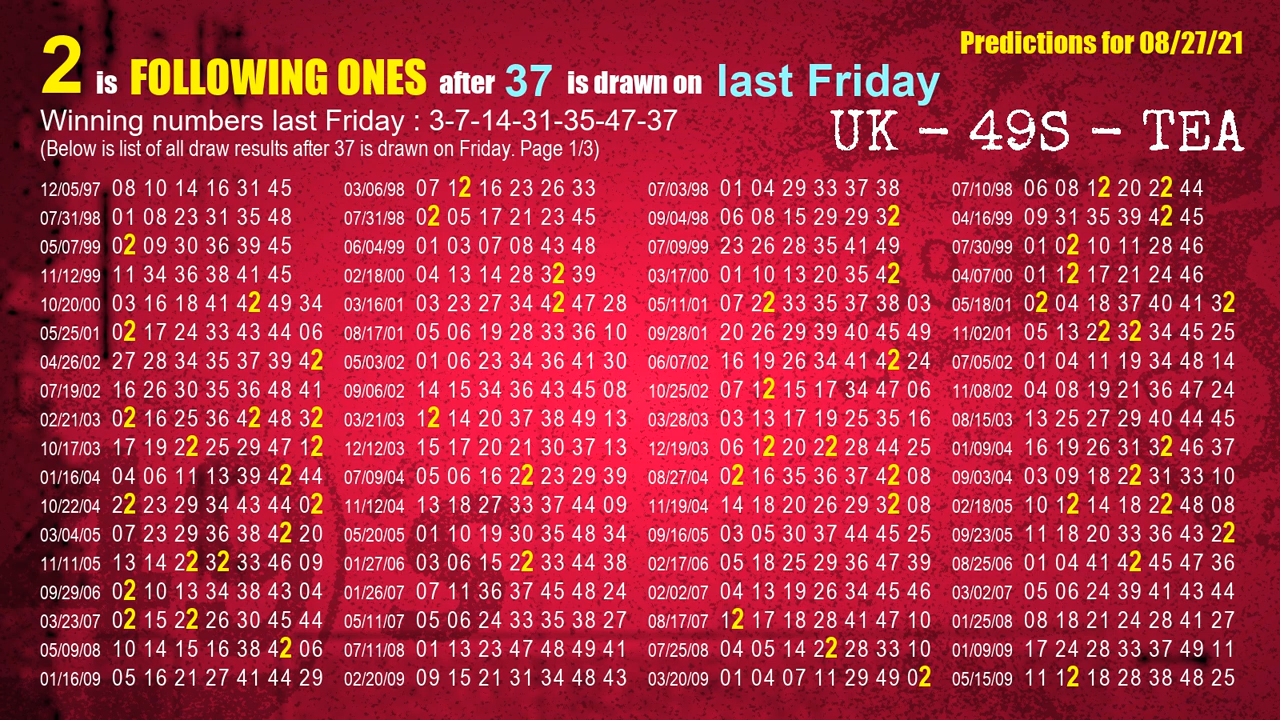 Predictions for 08/27/21
2 is FOLLOWING ONES after 37 is drawn on last Friday
Winning numbers last Friday : 3-7-14-31-35-47-37
UK - 49S - TEA
(Below is list of all draw results after 37 is drawn on Friday. Page 1/3)
12/05/97 08 10 14 16 31 45 03/06/98 07 12 16 23 26 33 07/03/98 01 04 29 33 37 38 07/10/98 06 08 12 20 22 44
07/31/98 01 08 23 31 35 48 07/31/98 02 05 17 21 23 45 09/04/98 06 08 15 29 29 32 04/16/99 09 31 35 39 42 45
05/07/99 02 09 30 36 39 45 06/04/99 01 03 07 08 43 48 07/09/99 23 26 28 35 41 49 07/30/99 01 02 10 11 28 46
11/12/99 11 34 36 38 41 45 02/18/00 04 13 14 28 32 39 03/17/00 01 10 13 20 35 42 04/07/00 01 12 17 21 24 46
10/20/00 03 16 18 41 42 49 34 03/16/01 03 23 27 34 42 47 28 05/11/01 07 22 33 35 37 38 03 05/18/01 02 04 18 37 40 41 32
05/25/01 02 17 24 33 43 44 06 08/17/01 05 06 19 28 33 36 10 09/28/01 20 26 29 39 40 45 49 11/02/01 05 13 22 32 34 45 25
04/26/02 27 28 34 35 37 39 42 05/03/02 01 06 23 34 36 41 30 06/07/02 16 19 26 34 41 42 24 07/05/02 01 04 11 19 34 48 14
07/19/02 16 26 30 35 36 48 41 09/06/02 14 15 34 36 43 45 08 10/25/02 07 12 15 17 34 47 06 11/08/02 04 08 19 21 36 47 24
02/21/03 02 16 25 36 42 48 32 03/21/03 12 14 20 37 38 49 13 03/28/03 03 13 17 19 25 35 16 08/15/03 13 25 27 29 40 44 45
10/17/03 17 19 22 25 29 47 12 12/12/03 15 17 20 21 30 37 13 12/19/03 06 12 20 22 28 44 25 01/09/04 16 19 26 31 32 46 37
01/16/04 04 06 11 13 39 42 44 07/09/04 05 06 16 22 23 29 39 08/27/04 02 16 35 36 37 42 08 09/03/04 03 09 18 22 31 33 10
10/22/04 22 23 29 34 43 44 02 11/12/04 13 18 27 33 37 44 09 11/19/04 14 18 20 26 29 32 08 02/18/05 10 12 14 18 22 48 08
03/04/05 07 23 29 36 38 42 20 05/20/05 01 10 19 30 35 48 34 09/16/05 03 05 30 37 44 45 25 09/23/05 11 18 20 33 36 43 22
11/11/05 13 14 22 32 33 46 09 01/27/06 03 06 15 22 33 44 38 02/17/06 05 18 25 29 36 47 39 08/25/06 01 04 41 42 45 47 36
09/29/06 02 10 13 34 38 43 04 01/26/07 07 11 36 37 45 48 24 02/02/07 04 13 19 26 34 45 46 03/02/07 05 06 24 39 41 43 44
03/23/07 02 15 22 26 30 45 44 05/11/07 05 06 24 33 35 38 27 08/17/07 12 17 18 28 41 47 10 01/25/08 08 18 21 24 28 41 27
05/09/08 10 14 15 16 38 42 06 07/11/08 01 13 23 47 48 49 41 07/25/08 04 05 14 22 28 33 10 01/09/09 17 24 28 33 37 49 11
01/16/09 05 16 21 27 41 44 29 02/20/09 09 15 21 31 34 48 43 03/20/09 01 04 07 11 29 49 02 05/15/09 11 12 18 28 38 48 25